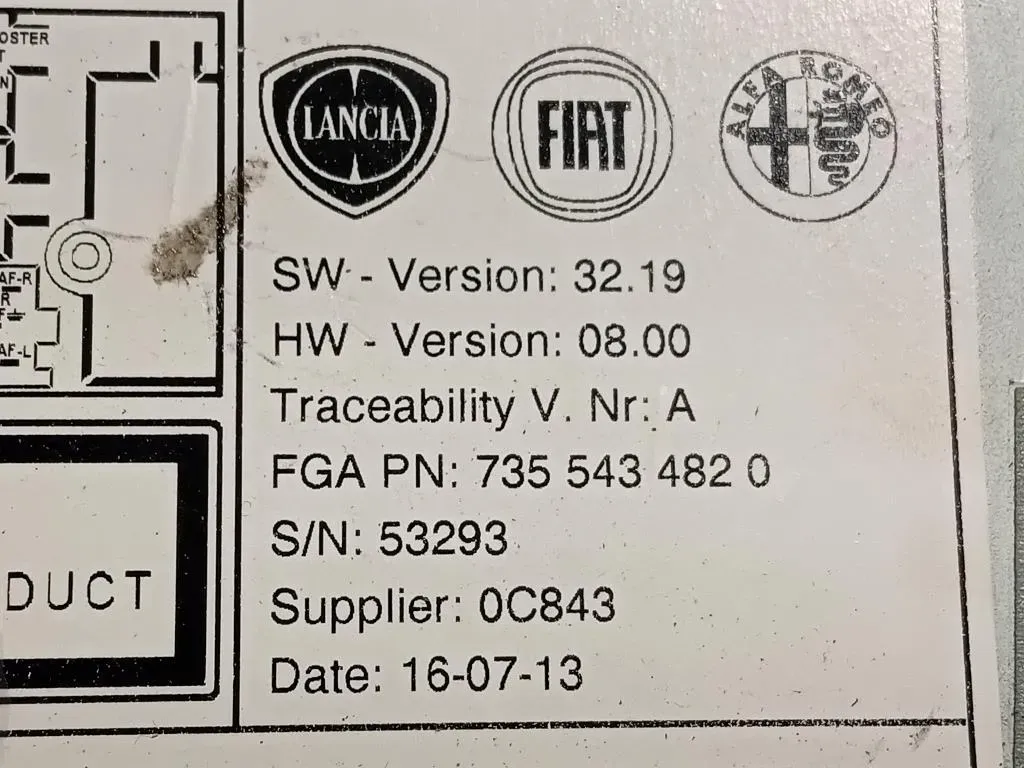 OSTER
T
N
LANCIA
FIAT
ALFA ROMEO
SW - Version: 32.19
HW - Version: 08.00
Traceability V. Nr: A
FGA PN: 735 543 482 0
S/N: 53293
Supplier: 0C843
Date: 16-07-13
AF-R
R
F
AF-L
DUCT